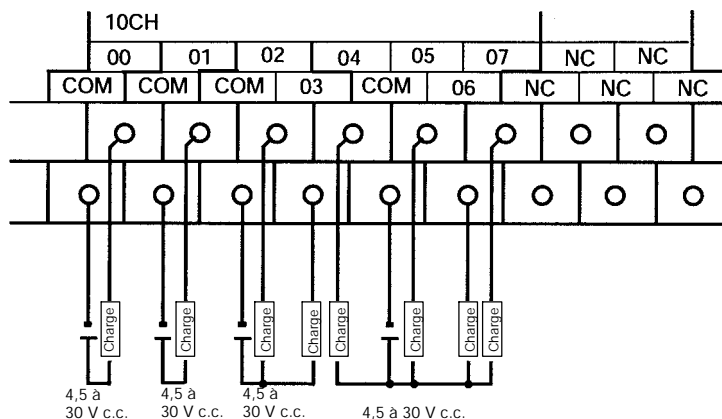 10CH
00 01 02 04 05 07 NC NC
COM COM COM 03 COM 06 NC NC NC
Charge Charge Charge Charge Charge Charge Charge Charge
4,5 à
30 V c.c.
4,5 à
30 V c.c.
4,5 à
30 V c.c.
4,5 à 30 V c.c.